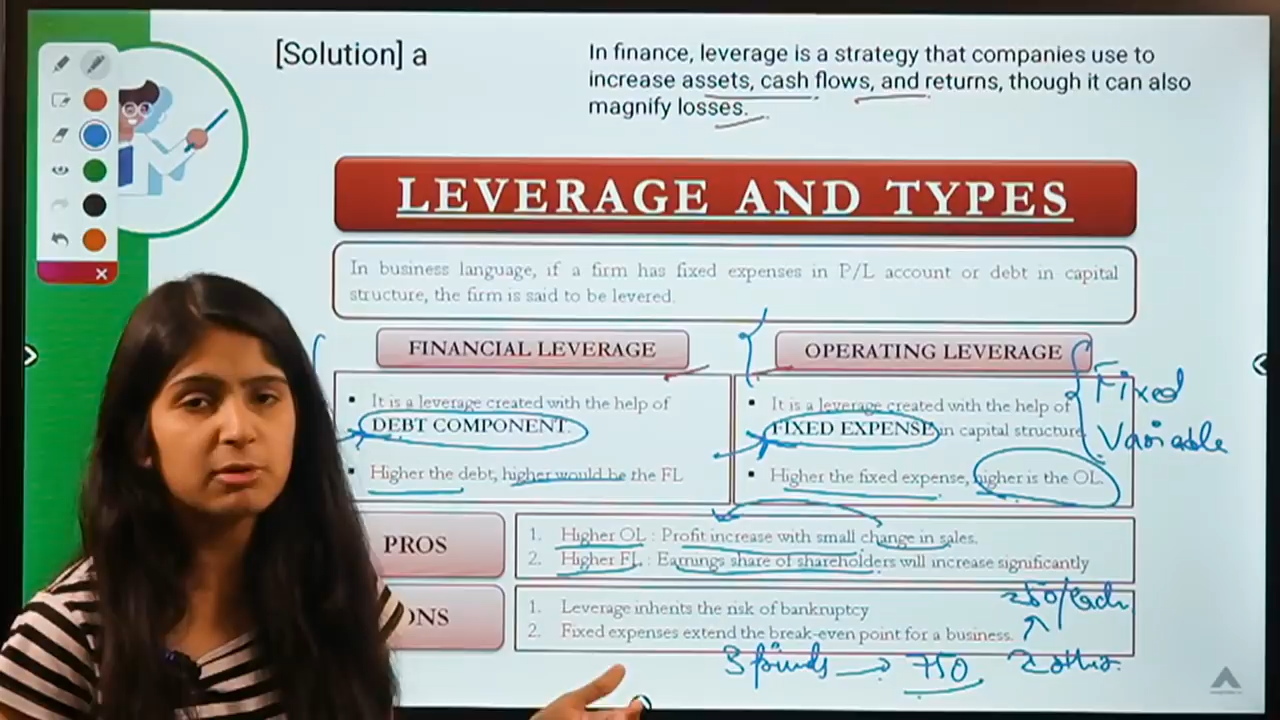 [Solution] a
In finance, leverage is a strategy that companies use to
increase assets, cash flows, and returns, though it can also
magnify losses.
LEVERAGE AND TYPES
In business language, if a firm has fixed expenses in P/L account or debt in capital
structure, the firm is said to be levered.
FINANCIAL LEVERAGE
It is a leverage created with the help of
DEBT COMPONENT.
Higher the debt, higher would be the FL
OPERATING LEVERAGE
It is a leverage created with the help of
FIXED EXPENSE in capital structure
Higher the fixed expense, higher is the OL.
Fixed
Variable
PROS
1. Higher OL : Profit increase with small change in sales.
2. Higher FL : Earnings share of shareholders will increase significantly
ONS
1. Leverage inherits the risk of bankruptcy
2. Fixed expenses extend the break-even point for a business.
250/each
3 friends → 750